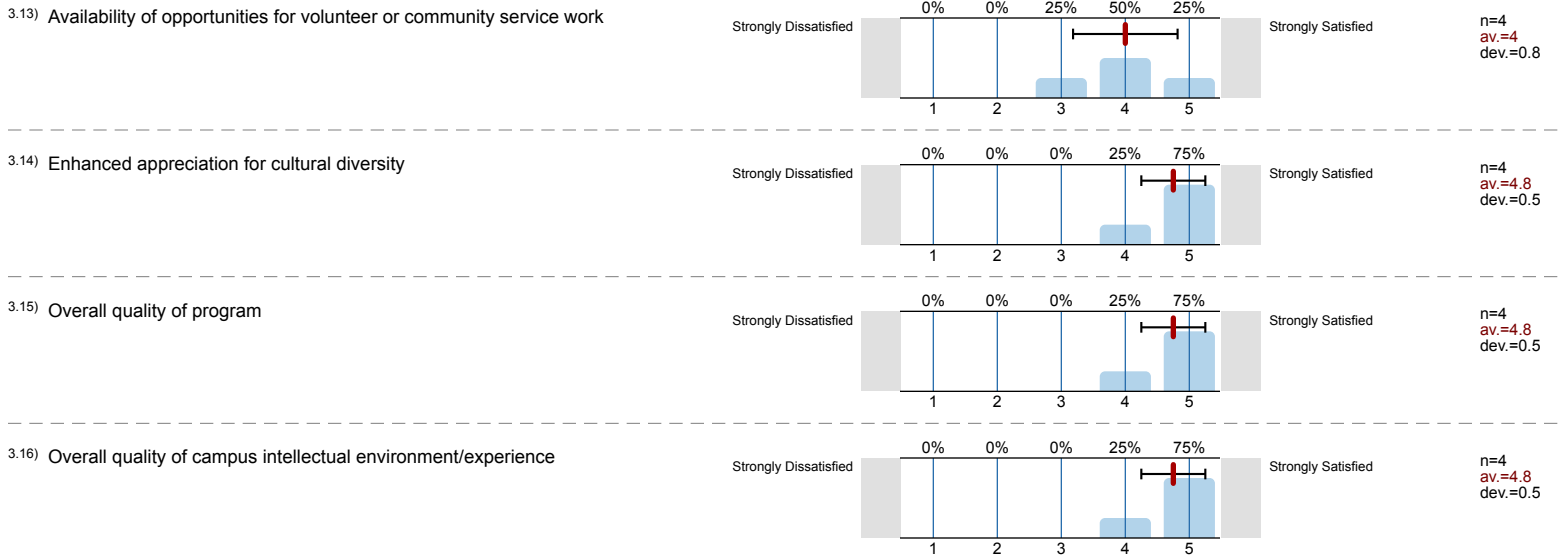 3.13) Availability of opportunities for volunteer or community service work
0% 0% 25% 50% 25%
Strongly Dissatisfied Strongly Satisfied
n=4
av.=4
dev.=0.8
1 2 3 4 5
3.14) Enhanced appreciation for cultural diversity
0% 0% 0% 25% 75%
Strongly Dissatisfied Strongly Satisfied
n=4
av.=4.8
dev.=0.5
1 2 3 4 5
3.15) Overall quality of program
0% 0% 0% 25% 75%
Strongly Dissatisfied Strongly Satisfied
n=4
av.=4.8
dev.=0.5
1 2 3 4 5
3.16) Overall quality of campus intellectual environment/experience
0% 0% 0% 25% 75%
Strongly Dissatisfied Strongly Satisfied
n=4
av.=4.8
dev.=0.5
1 2 3 4 5